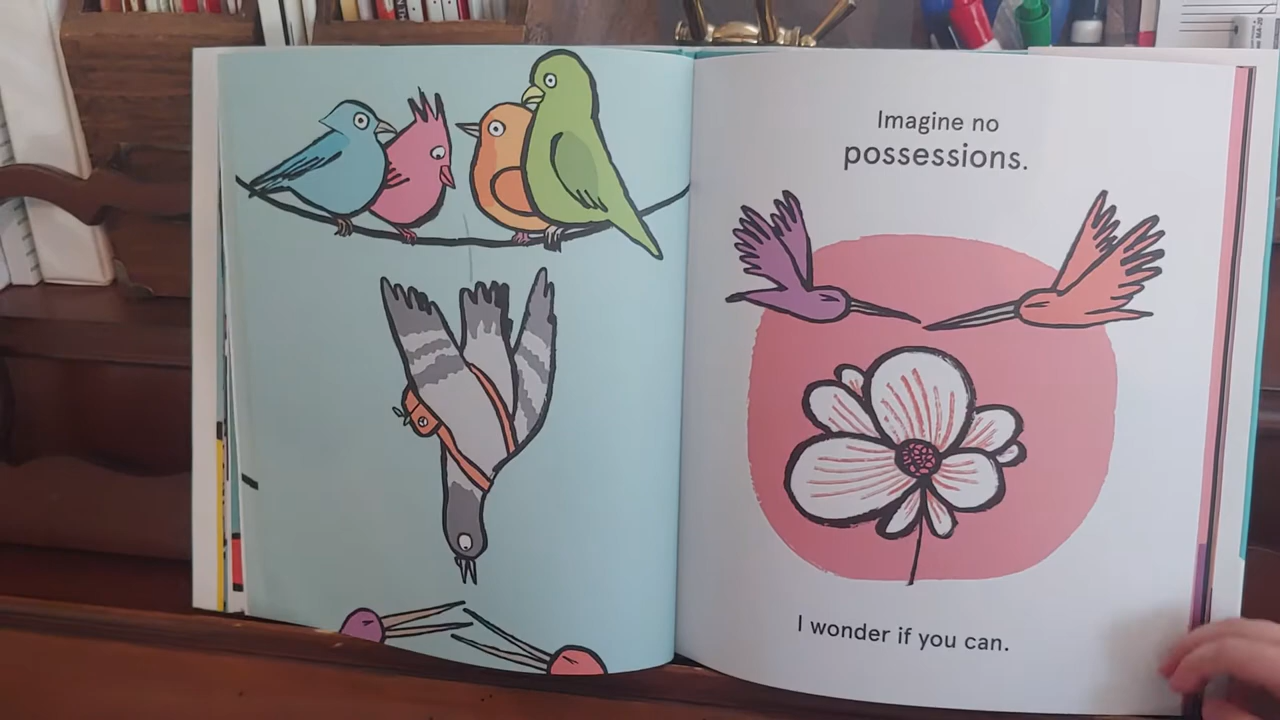 Imagine no
possessions.
I wonder if you can.